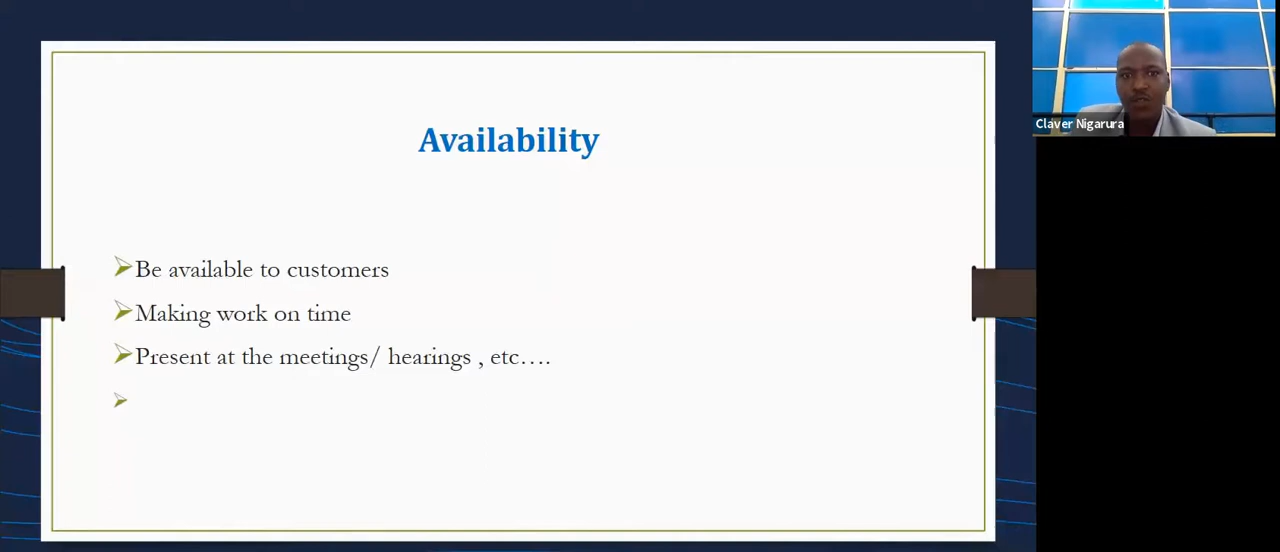 Availability
Be available to customers
Making work on time
Present at the meetings/ hearings , etc….
Claver Nigarura